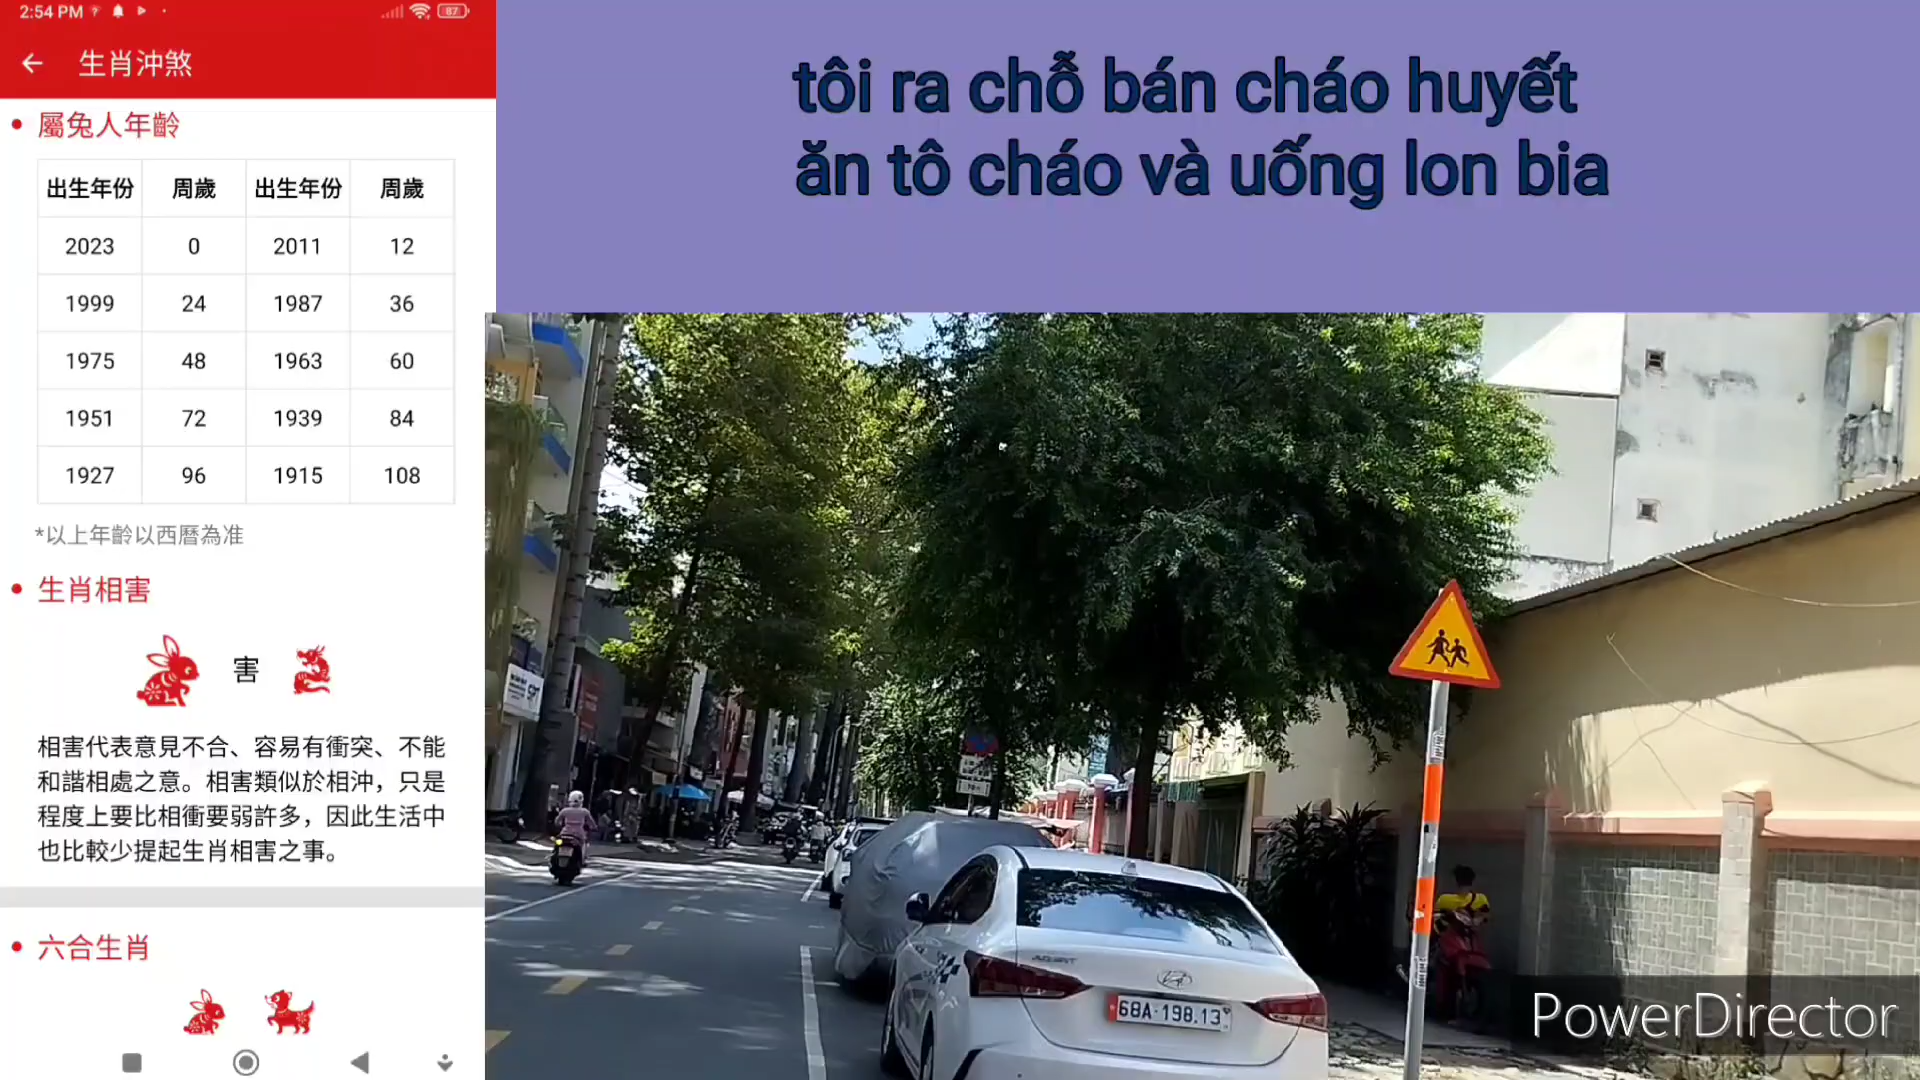 2:54 PM
87
生肖沖煞
屬兔人年齡
出生年份 周歲 出生年份 周歲
2023 0 2011 12
1999 24 1987 36
1975 48 1963 60
1951 72 1939 84
1927 96 1915 108
*以上年齡以西曆為准
生肖相害
害
相害代表意見不合、容易有衝突、不能
和諧相處之意。相害類似於相沖，只是
程度上要比相衝要弱許多，因此生活中
也比較少提起生肖相害之事。
六合生肖
tôi ra chỗ bán cháo huyết
ăn tô cháo và uống lon bia
ACCENT
68A-198.13
PowerDirector